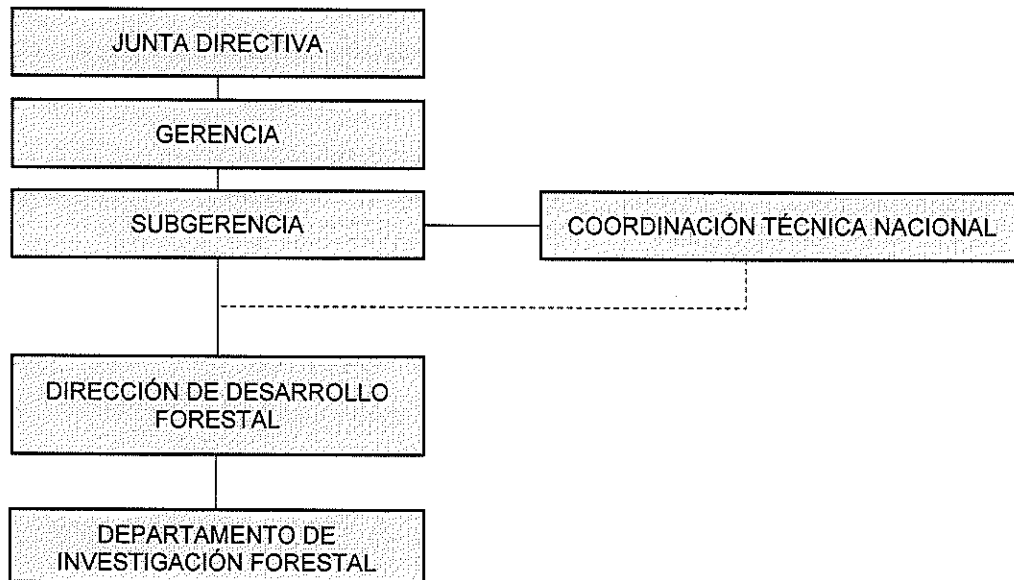 JUNTA DIRECTIVA
GERENCIA
SUBGERENCIA
COORDINACIÓN TÉCNICA NACIONAL
DIRECCIÓN DE DESARROLLO
FORESTAL
DEPARTAMENTO DE
INVESTIGACIÓN FORESTAL